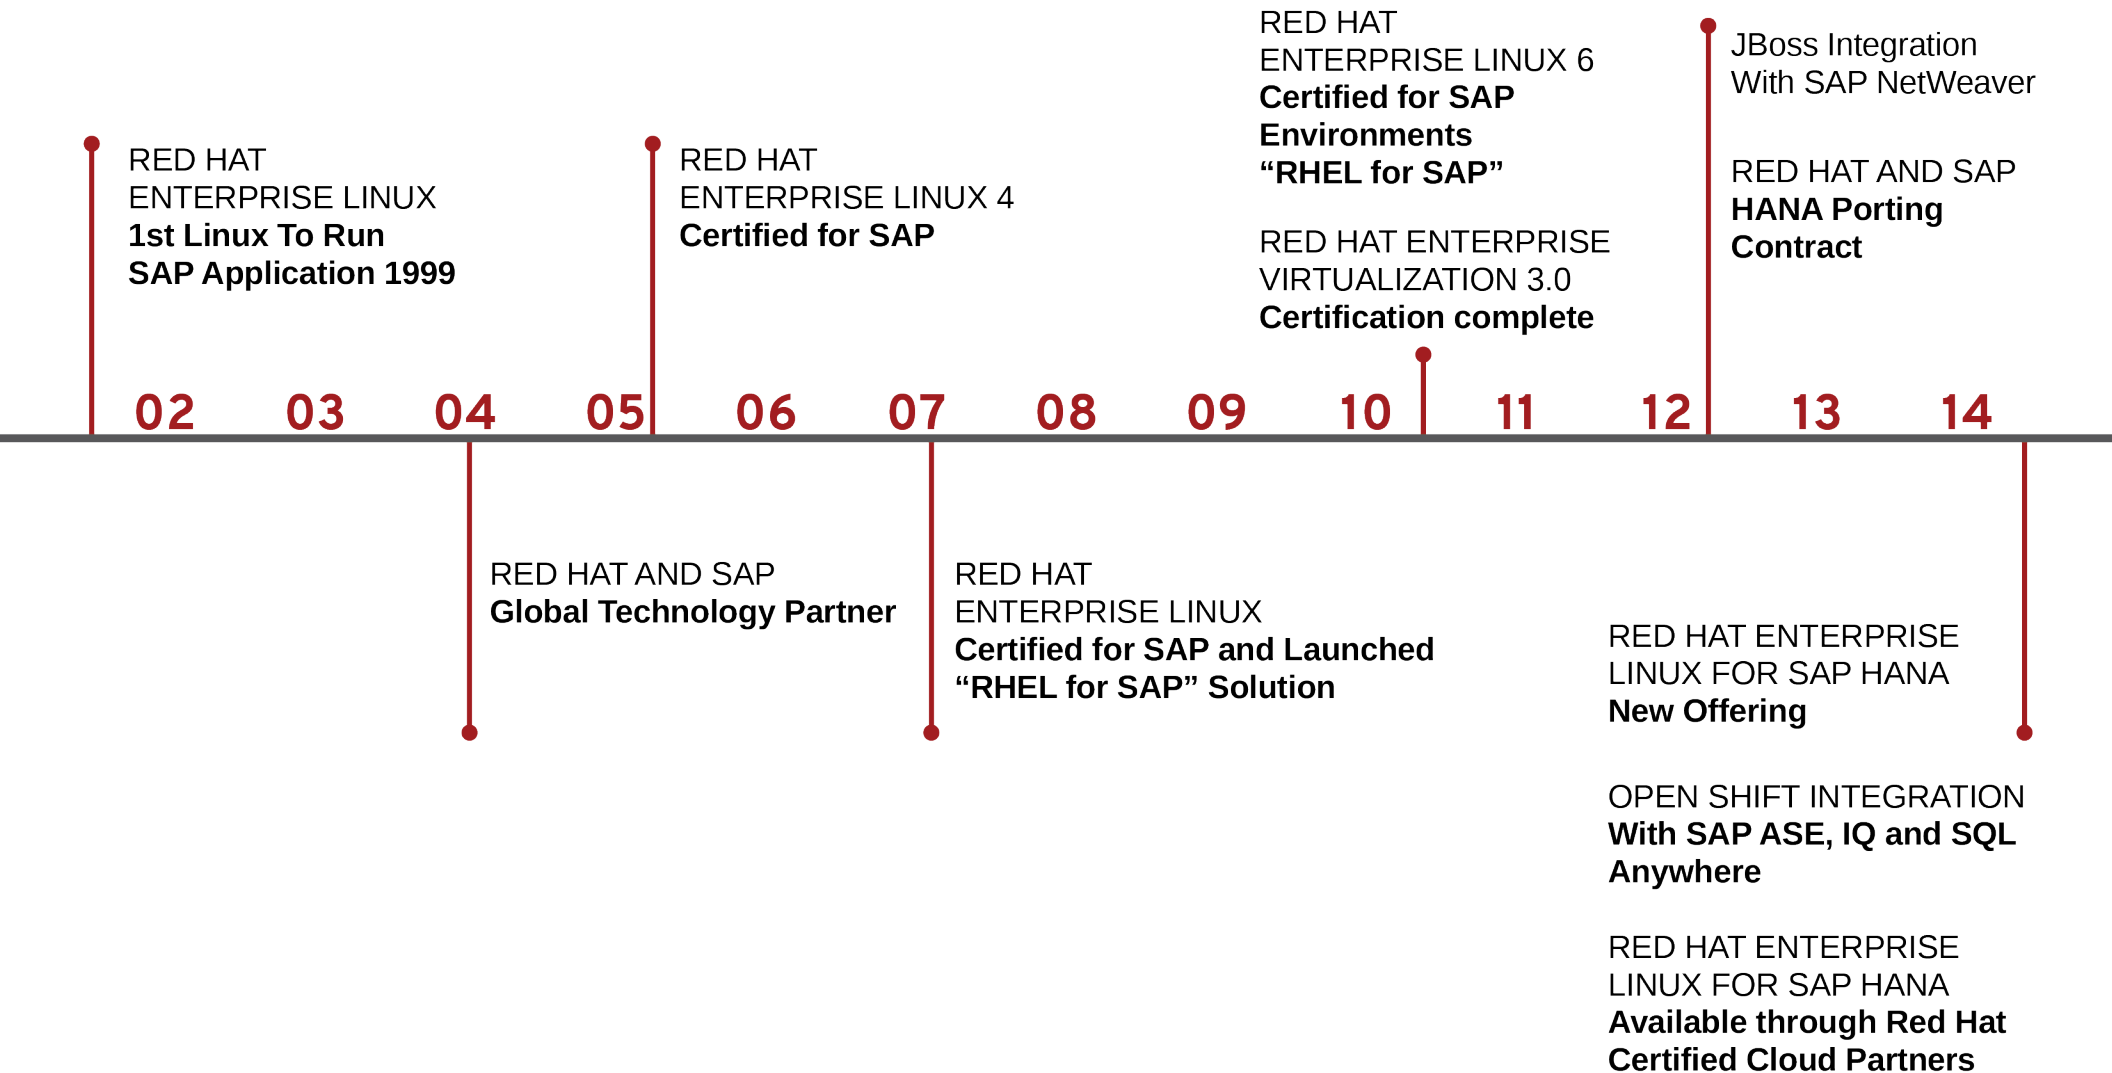 RED HAT
ENTERPRISE LINUX
1st Linux To Run
SAP Application 1999
RED HAT
ENTERPRISE LINUX 4
Certified for SAP
RED HAT
ENTERPRISE LINUX 6
Certified for SAP
Environments
“RHEL for SAP”
RED HAT ENTERPRISE
VIRTUALIZATION 3.0
Certification complete
JBoss Integration
With SAP NetWeaver
RED HAT AND SAP
HANA Porting
Contract
02 03 04 05 06 07 08 09 10 11 12 13 14
RED HAT AND SAP
Global Technology Partner
RED HAT
ENTERPRISE LINUX
Certified for SAP and Launched
“RHEL for SAP” Solution
RED HAT ENTERPRISE
LINUX FOR SAP HANA
New Offering
OPEN SHIFT INTEGRATION
With SAP ASE, IQ and SQL
Anywhere
RED HAT ENTERPRISE
LINUX FOR SAP HANA
Available through Red Hat
Certified Cloud Partners